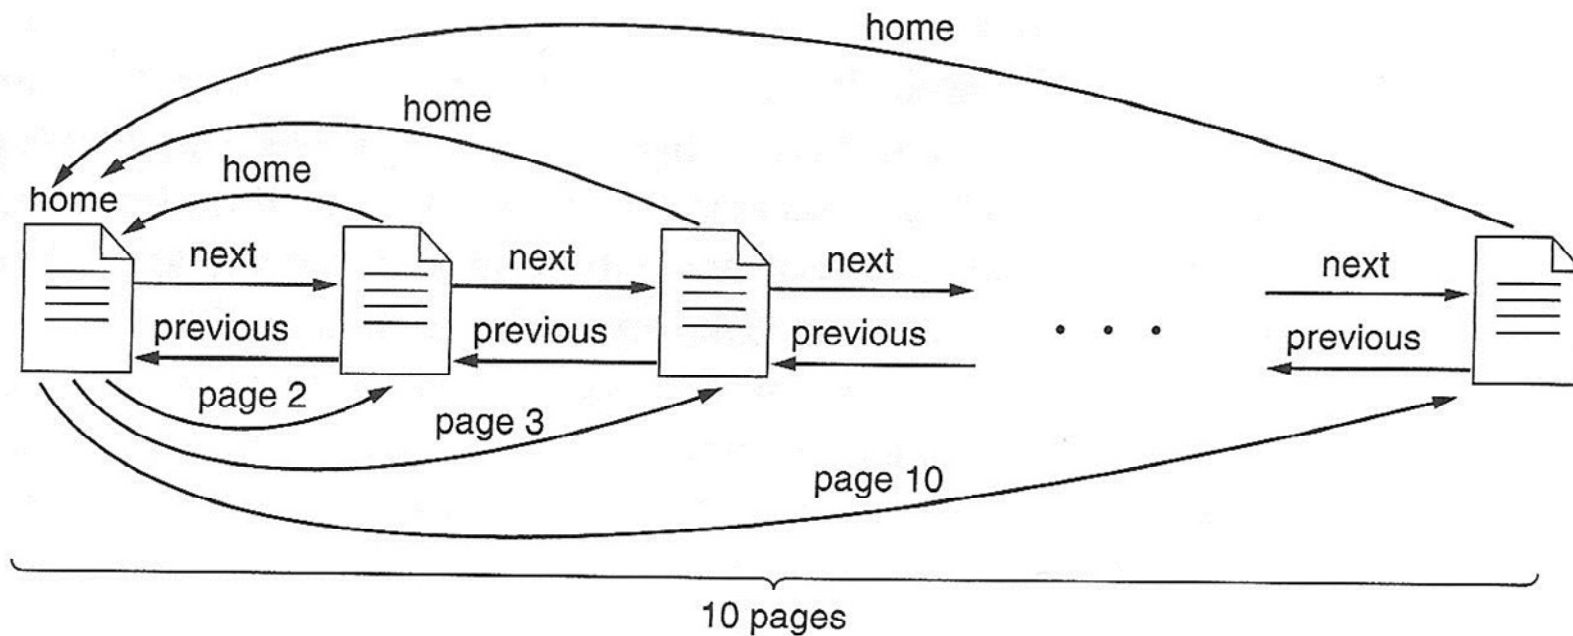 home
home
home
home
next
next
next
next
previous
previous
previous
previous
page 2
page 3
page 10
10 pages